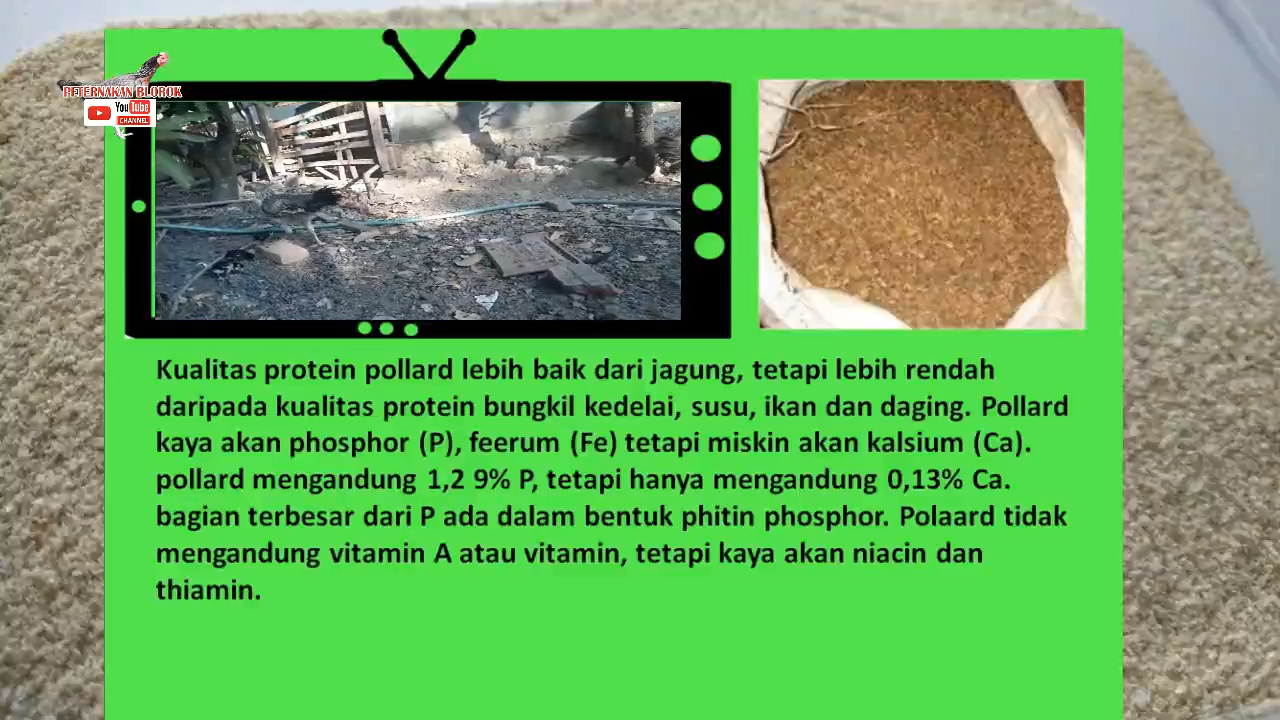 PETERNAKAN BLOROK
YouTube
CHANNEL
Kualitas protein pollard lebih baik dari jagung, tetapi lebih rendah
daripada kualitas protein bungkil kedelai, susu, ikan dan daging. Pollard
kaya akan phosphor (P), feerum (Fe) tetapi miskin akan kalsium (Ca).
pollard mengandung 1,2 9% P, tetapi hanya mengandung 0,13% Ca.
bagian terbesar dari P ada dalam bentuk phitin phosphor. Polaard tidak
mengandung vitamin A atau vitamin, tetapi kaya akan niacin dan
thiamin.